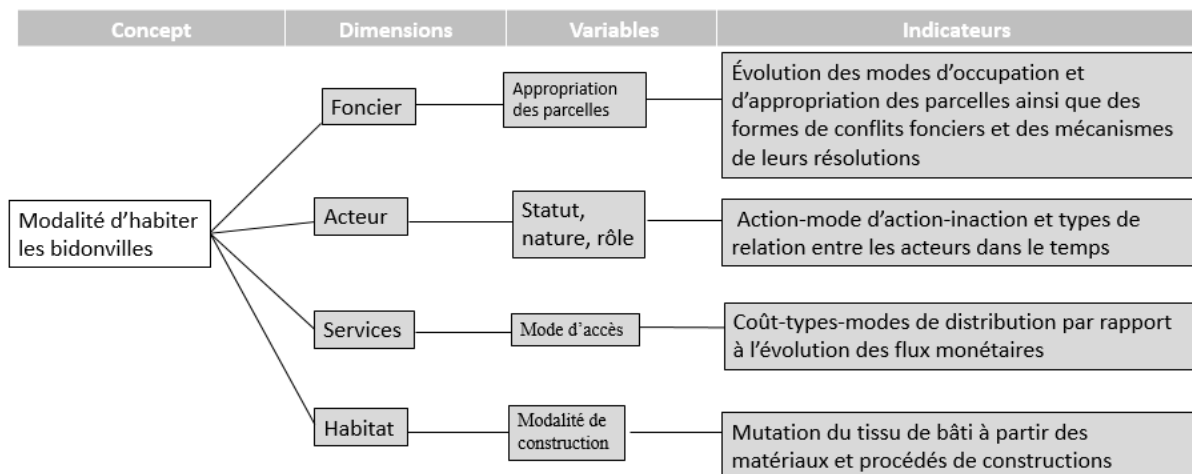 Concept Dimensions Variables Indicateurs
Modalité d’habiter
les bidonvilles
Foncier
Appropriation
des parcelles
Évolution des modes d’occupation et
d’appropriation des parcelles ainsi que des
formes de conflits fonciers et des mécanismes
de leurs résolutions
Acteur
Statut,
nature, rôle
Action-mode d’action-inaction et types de
relation entre les acteurs dans le temps
Services
Mode d’accès
Coût-types-modes de distribution par rapport
à l’évolution des flux monétaires
Habitat
Modalité de
construction
Mutation du tissu de bâti à partir des
matériaux et procédés de constructions